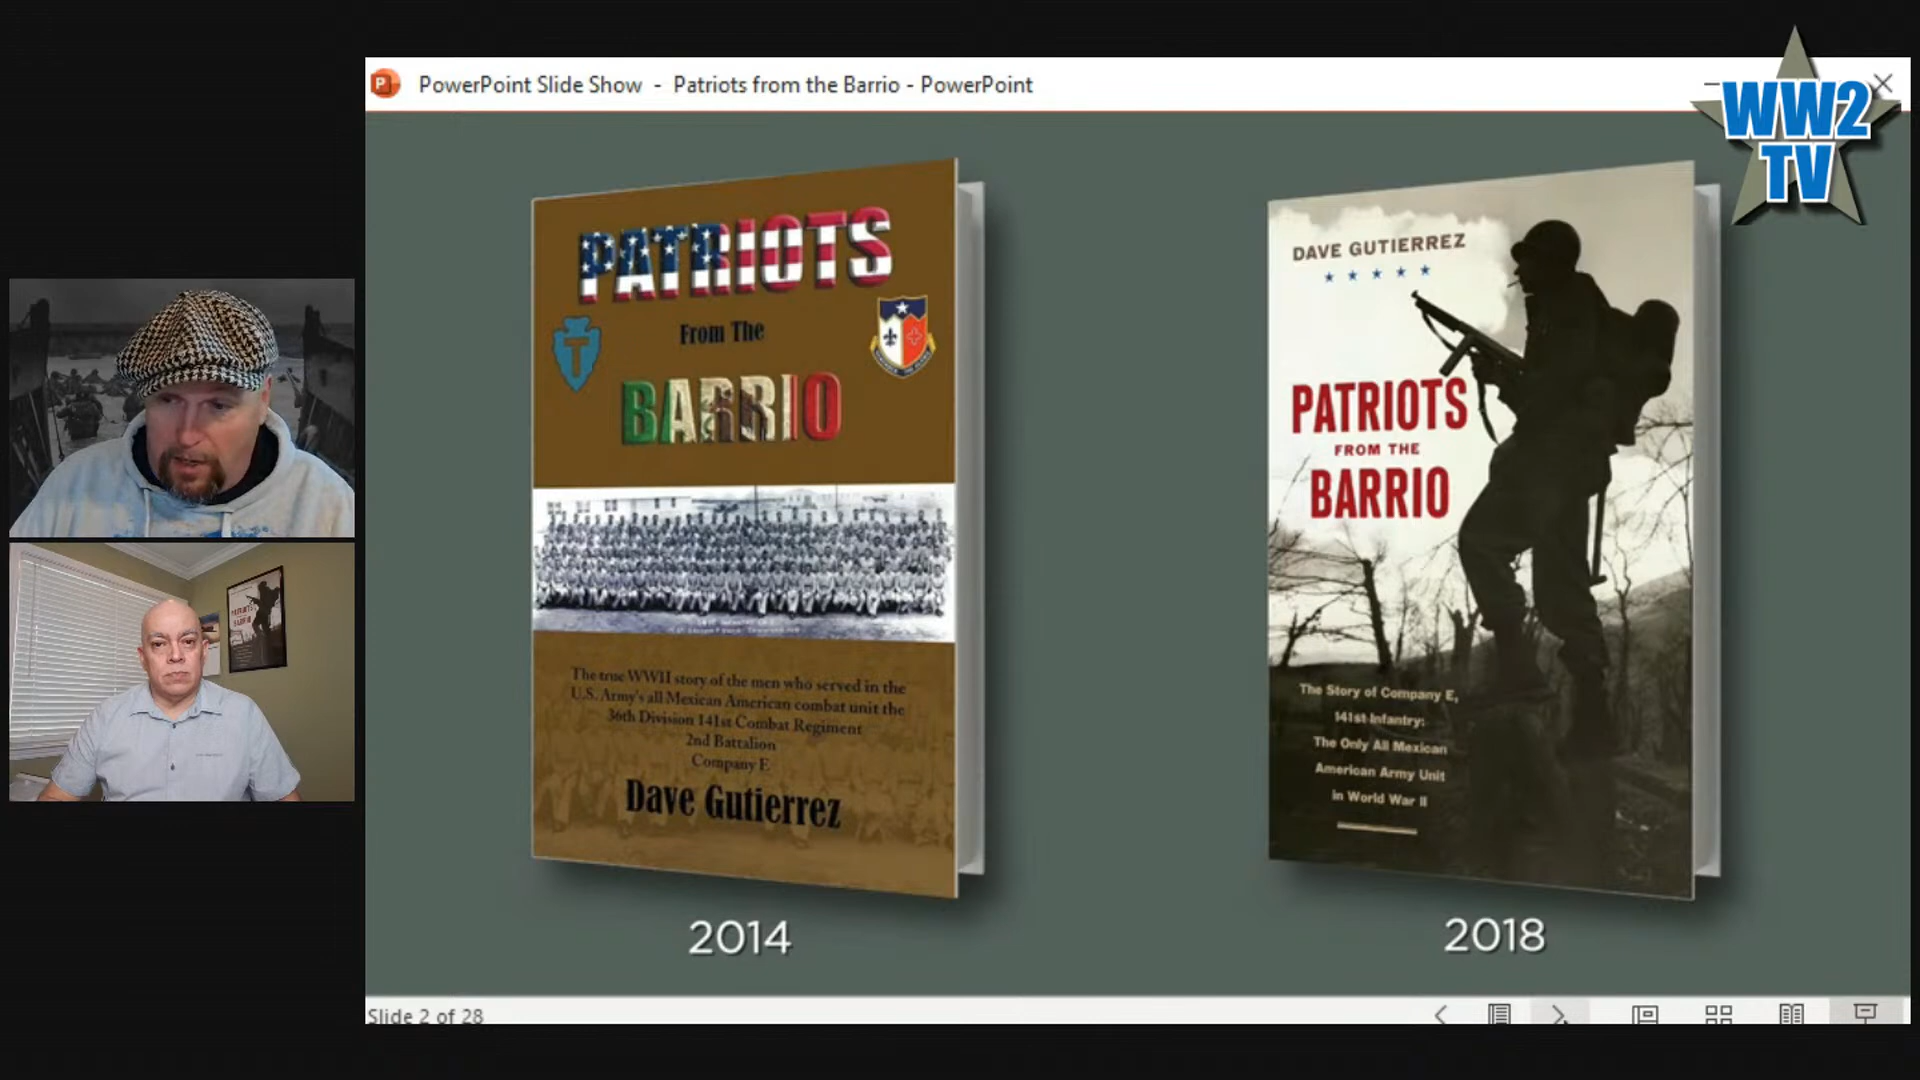 PowerPoint Slide Show - Patriots from the Barrio - PowerPoint
WW2
TV
PATRIOTS
From The
BARRIO
The true WWII story of the men who served in the
U.S. Army's all Mexican American combat unit the
36th Division 141st Combat Regiment
2nd Battalion
Company E
Dave Gutierrez
2014
DAVE GUTIERREZ
PATRIOTS
FROM THE
BARRIO
The Story of Company E,
141st Infantry:
The Only All Mexican
American Army Unit
in World War II
2018
PATRIOTS
BARRIO
Slide 2 of 28